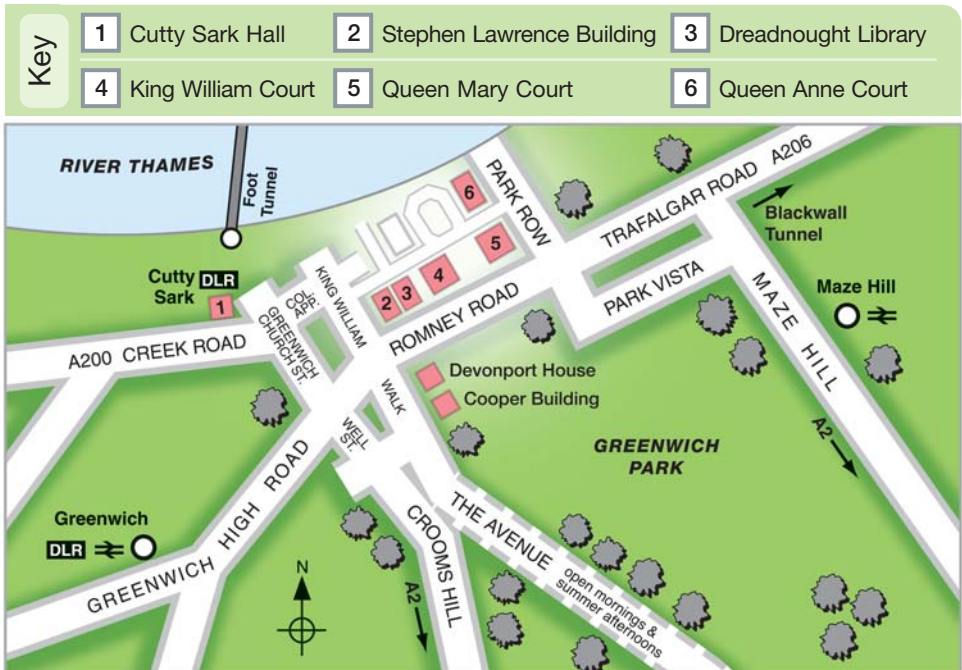 Key
1 Cutty Sark Hall
2 Stephen Lawrence Building
3 Dreadnought Library
4 King William Court
5 Queen Mary Court
6 Queen Anne Court
RIVER THAMES
Foot
Tunnel
PARK ROW
TRAFALGAR ROAD A206
Blackwall
Tunnel
6
5
4
3
2
Cutty
Sark
DLR
1
KING WILLIAM
WALK
GREENWICH
CHURCH ST.
ROMNEY ROAD
PARK VISTA
MAZE HILL
Maze Hill
A200 CREEK ROAD
Devonport House
Cooper Building
WELL
ST.
GREENWICH
PARK
A2
Greenwich
DLR
GREENWICH HIGH ROAD
N
A2
CROOMS HILL
THE AVENUE
open mornings &
summer afternoons